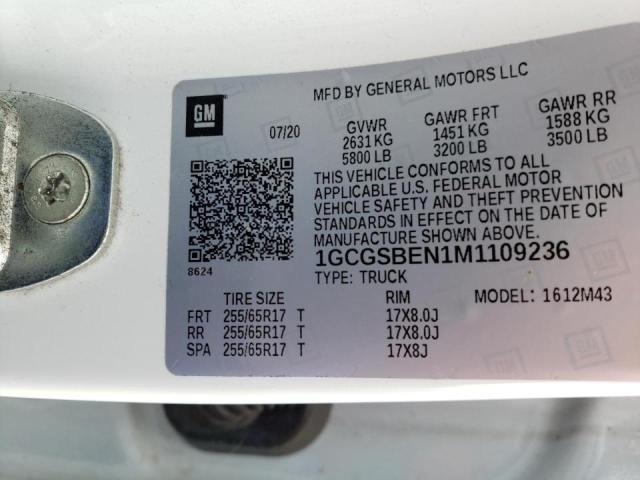 GM
MFD BY GENERAL MOTORS LLC
07/20 GVWR GAWR FRT GAWR RR
2631 KG 1451 KG 1588 KG
5800 LB 3200 LB 3500 LB
THIS VEHICLE CONFORMS TO ALL
APPLICABLE U.S. FEDERAL MOTOR
VEHICLE SAFETY AND THEFT PREVENTION
STANDARDS IN EFFECT ON THE DATE OF
MANUFACTURE SHOWN ABOVE.
8624
1GCGSBEN1M1109236
TYPE: TRUCK
TIRE SIZE RIM MODEL: 1612M43
FRT 255/65R17 T 17X8.0J
RR 255/65R17 T 17X8.0J
SPA 255/65R17 T 17X8J